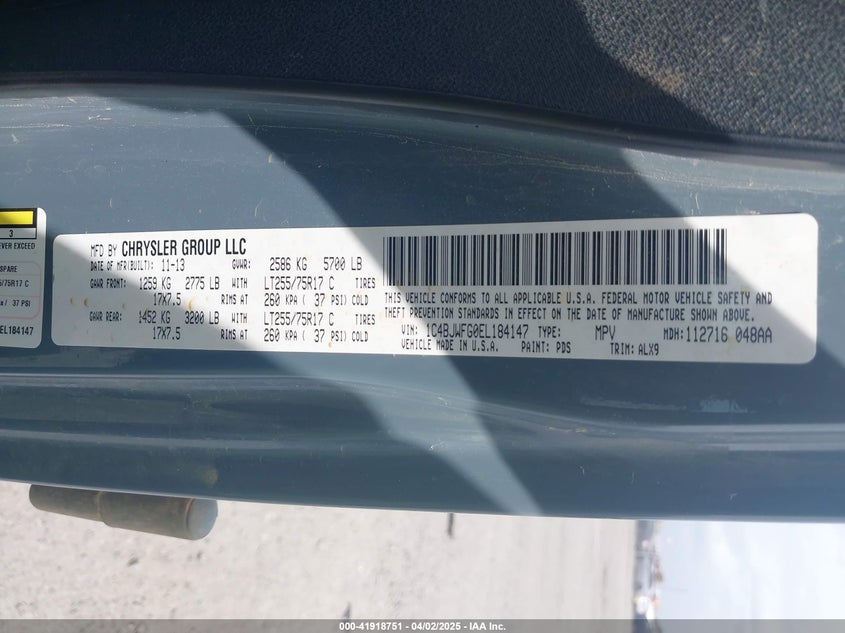 3
EVER EXCEED
SPARE
5/75R17 C
a / 37 PSI
EL184147
MFD BY CHRYSLER GROUP LLC
DATE OF MFR(BUILT): 11-13 GVWR: 2586 KG 5700 LB
GAWR FRONT: 1259 KG 2775 LB WITH LT255/75R17 C TIRES
17X7.5 RIMS AT 260 KPA ( 37 PSI) COLD
GAWR REAR: 1452 KG 3200 LB WITH LT255/75R17 C TIRES
17X7.5 RIMS AT 260 KPA ( 37 PSI) COLD
THIS VEHICLE CONFORMS TO ALL APPLICABLE U.S.A. FEDERAL MOTOR VEHICLE SAFETY AND
THEFT PREVENTION STANDARDS IN EFFECT ON THE DATE OF MANUFACTURE SHOWN ABOVE.
VIN: 1C4BJWFG0EL184147 TYPE: MPV MDH: 112716 048AA
VEHICLE MADE IN U.S.A. PAINT: PDS TRIM: ALX9
000-41918751 | 04/02/2025 | IAA Inc.